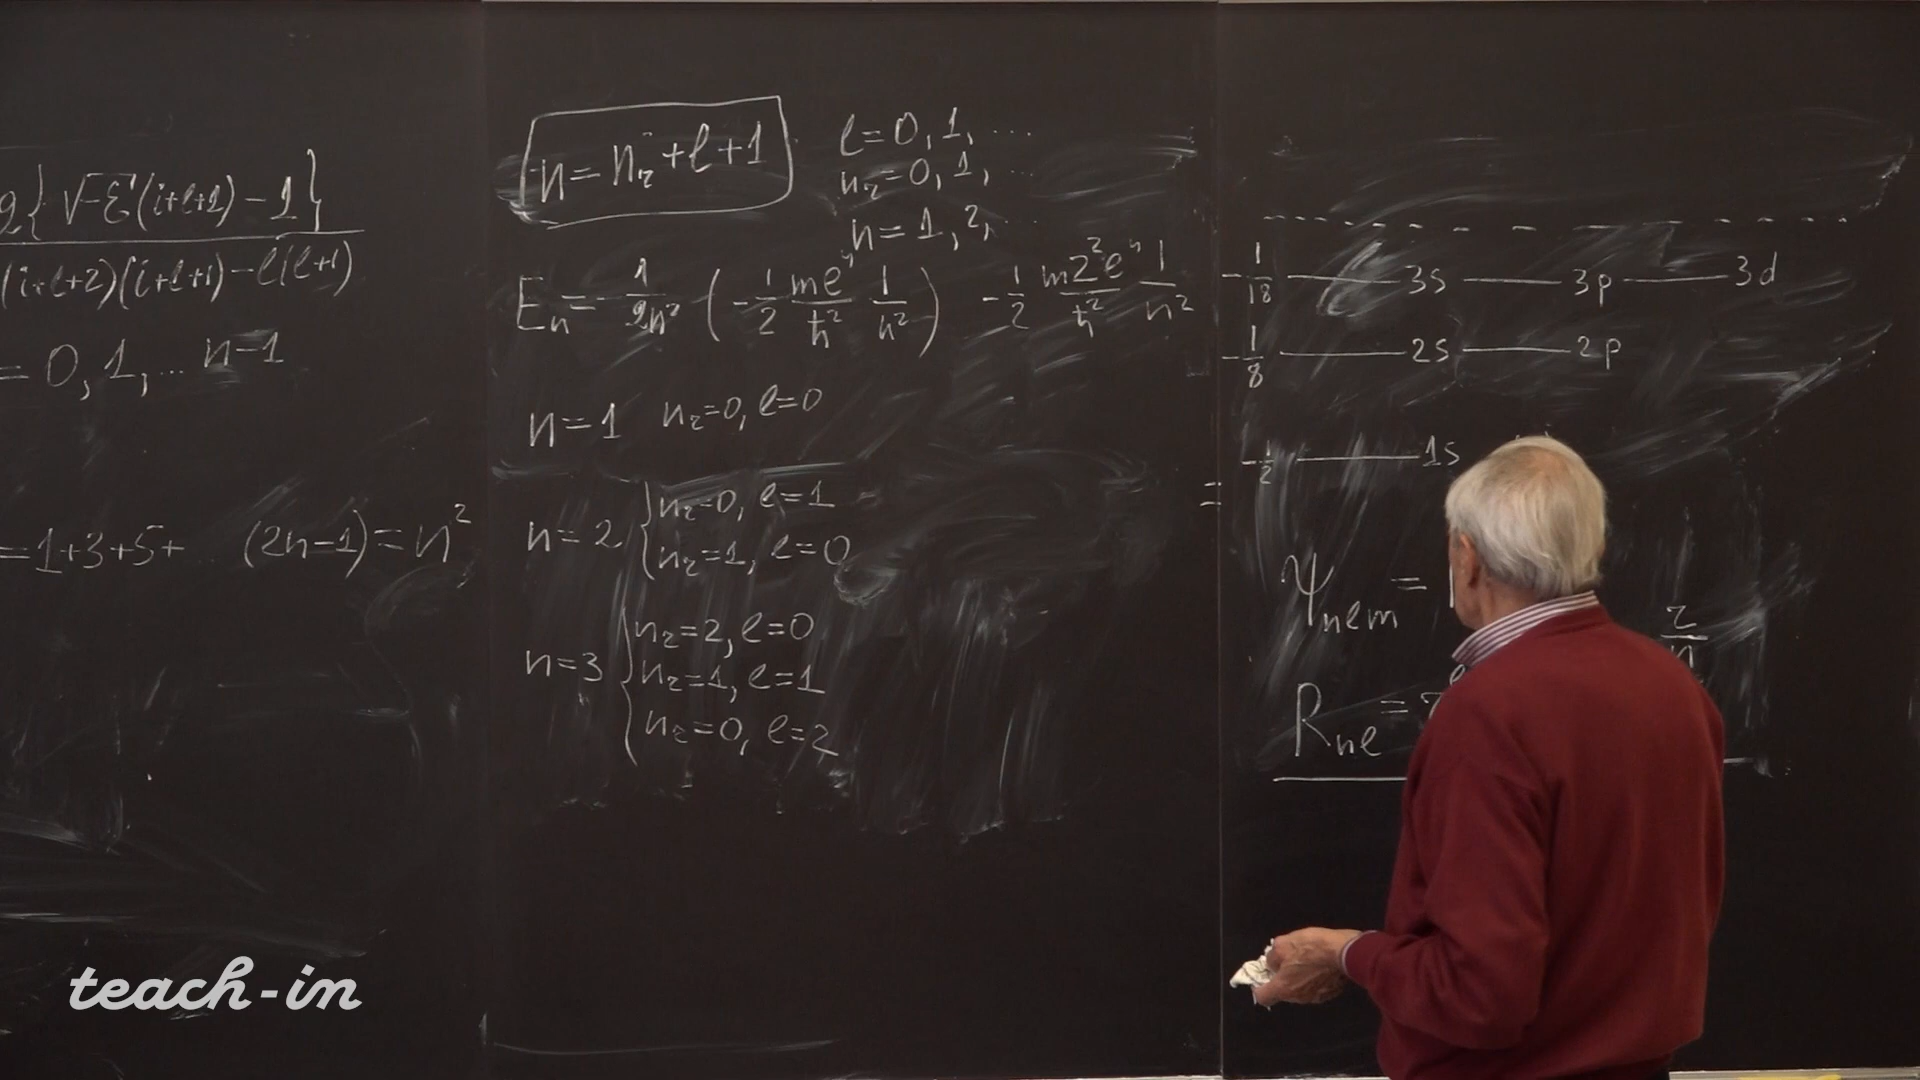 2{√-ε(i+l+1) - 1}
(i+l+2)(i+l+1) - l(l+1)
= 0, 1, ... n-1
= 1+3+5+ (2n-1) = n²
n = n_r + l + 1
l = 0, 1, ...
n_r = 0, 1, ...
n = 1, 2, ...
E_n = -1/2n² (-1/2 me⁴/ħ² 1/n²) -1/2 mZ²e⁴/ħ² 1/n²
n = 1 n_r=0, l=0
n = 2 { n_r=0, l=1
n_r=1, l=0
n=3 { n_r=2, l=0
n_r=1, l=1
n_r=0, l=2
=
-1/18 3s 3p 3d
-1/8 2s 2p
-1/2 1s
Ψnlm =
z/n
Rnl =
teach-in